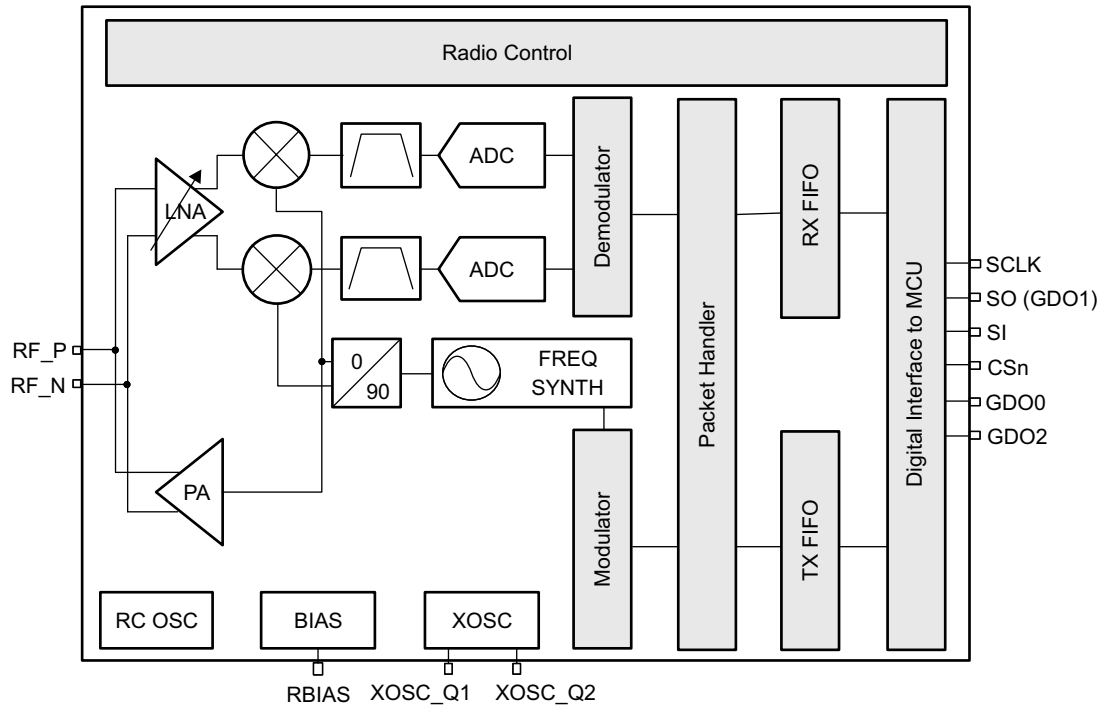 Radio Control
LNA
ADC
ADC
Demodulator
Packet Handler
RX FIFO
Digital Interface to MCU
SCLK
SO (GDO1)
SI
CSn
GDO0
GDO2
RF_P
RF_N
0
90
FREQ
SYNTH
PA
Modulator
TX FIFO
RC OSC
BIAS
XOSC
RBIAS
XOSC_Q1
XOSC_Q2